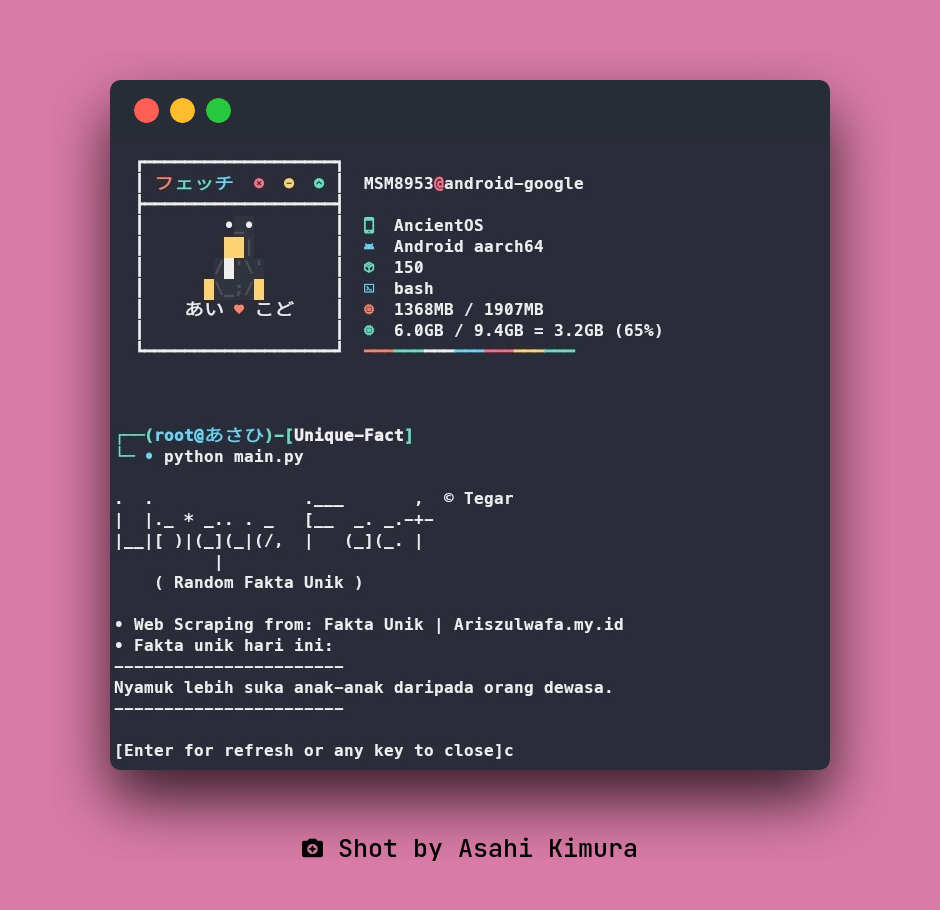 フェッチ
MSM8953@android-google
AncientOS
Android aarch64
150
bash
1368MB / 1907MB
6.0GB / 9.4GB = 3.2GB (65%)
あい ♥ こど
┌──(root@あさひ)-[Unique-Fact]
└─ • python main.py
.  .               .___       ,  © Tegar
|  |._ * _.. . _   [__  _. _.-+-
|__|[ )|(_](_|(/,  |   (_](_. |
          |
( Random Fakta Unik )
• Web Scraping from: Fakta Unik | Ariszulwafa.my.id
• Fakta unik hari ini:
-----------------------
Nyamuk lebih suka anak-anak daripada orang dewasa.
-----------------------
[Enter for refresh or any key to close]c
Shot by Asahi Kimura